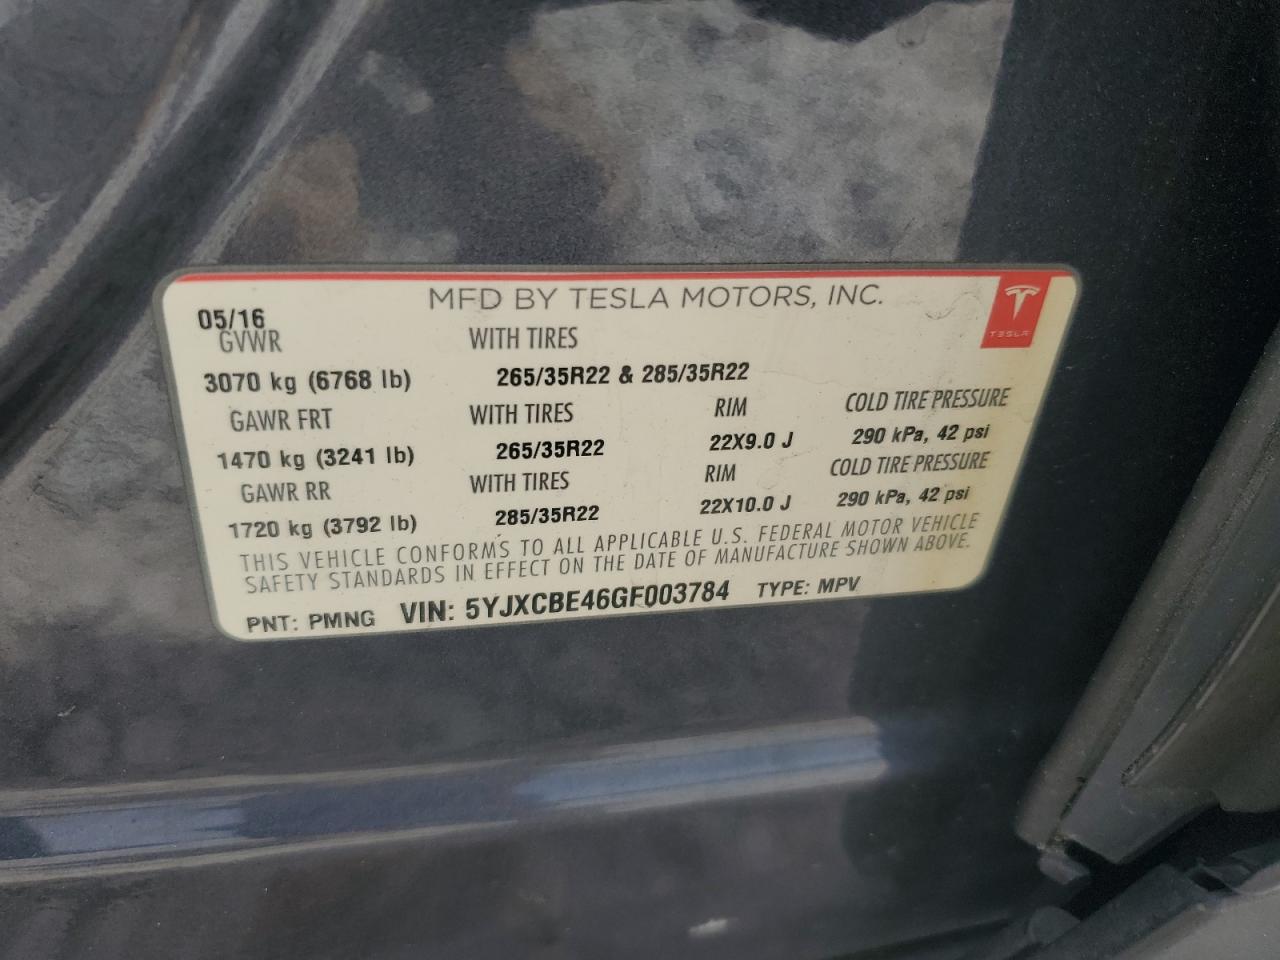 MFD BY TESLA MOTORS, INC.
TESLA
05/16
GVWR WITH TIRES
3070 kg (6768 lb) 265/35R22 & 285/35R22
GAWR FRT WITH TIRES RIM COLD TIRE PRESSURE
1470 kg (3241 lb) 265/35R22 22X9.0 J 290 kPa, 42 psi
GAWR RR WITH TIRES RIM COLD TIRE PRESSURE
1720 kg (3792 lb) 285/35R22 22X10.0 J 290 kPa, 42 psi
THIS VEHICLE CONFORMS TO ALL APPLICABLE U.S. FEDERAL MOTOR VEHICLE
SAFETY STANDARDS IN EFFECT ON THE DATE OF MANUFACTURE SHOWN ABOVE.
PNT: PMNG VIN: 5YJXCBE46GF003784 TYPE: MPV